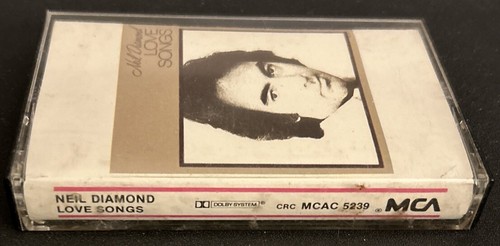 Neil Diamond
LOVE
SONGS
NEIL DIAMOND
LOVE SONGS
DOLBY SYSTEM ®
CRC MCAC 5239 ® MCA